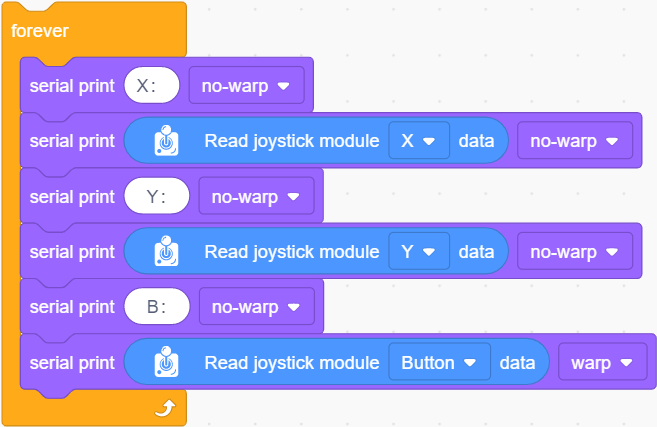 forever
serial print X: no-warp
serial print Read joystick module X data no-warp
serial print Y: no-warp
serial print Read joystick module Y data no-warp
serial print B: no-warp
serial print Read joystick module Button data warp